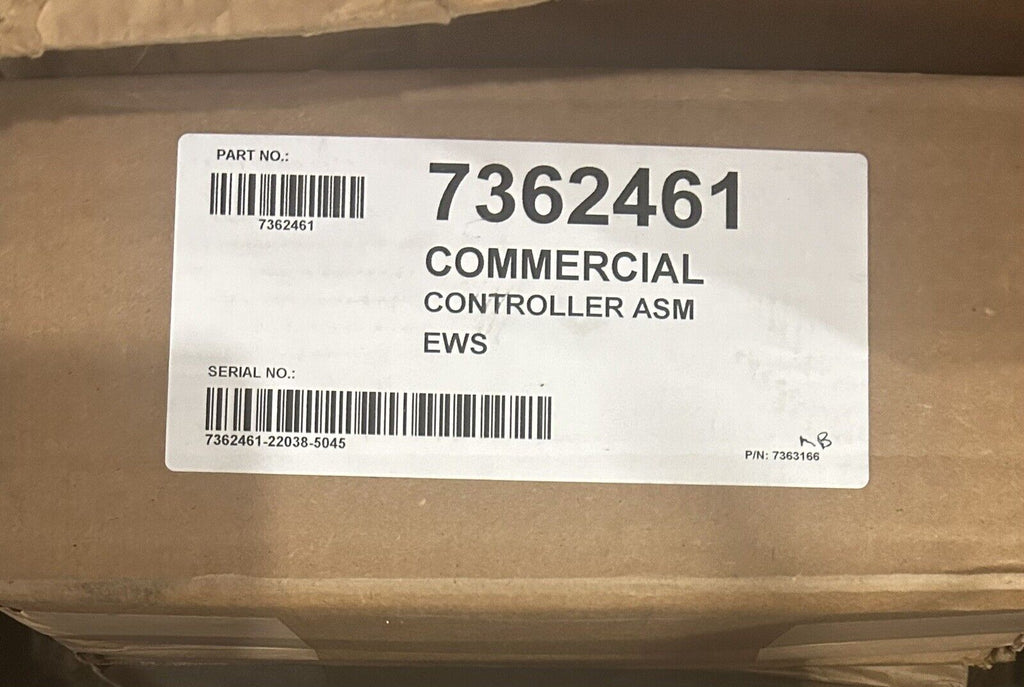 PART NO.:
7362461
7362461
COMMERCIAL
CONTROLLER ASM
EWS
SERIAL NO.:
7362461-22038-5045
P/N: 7363166